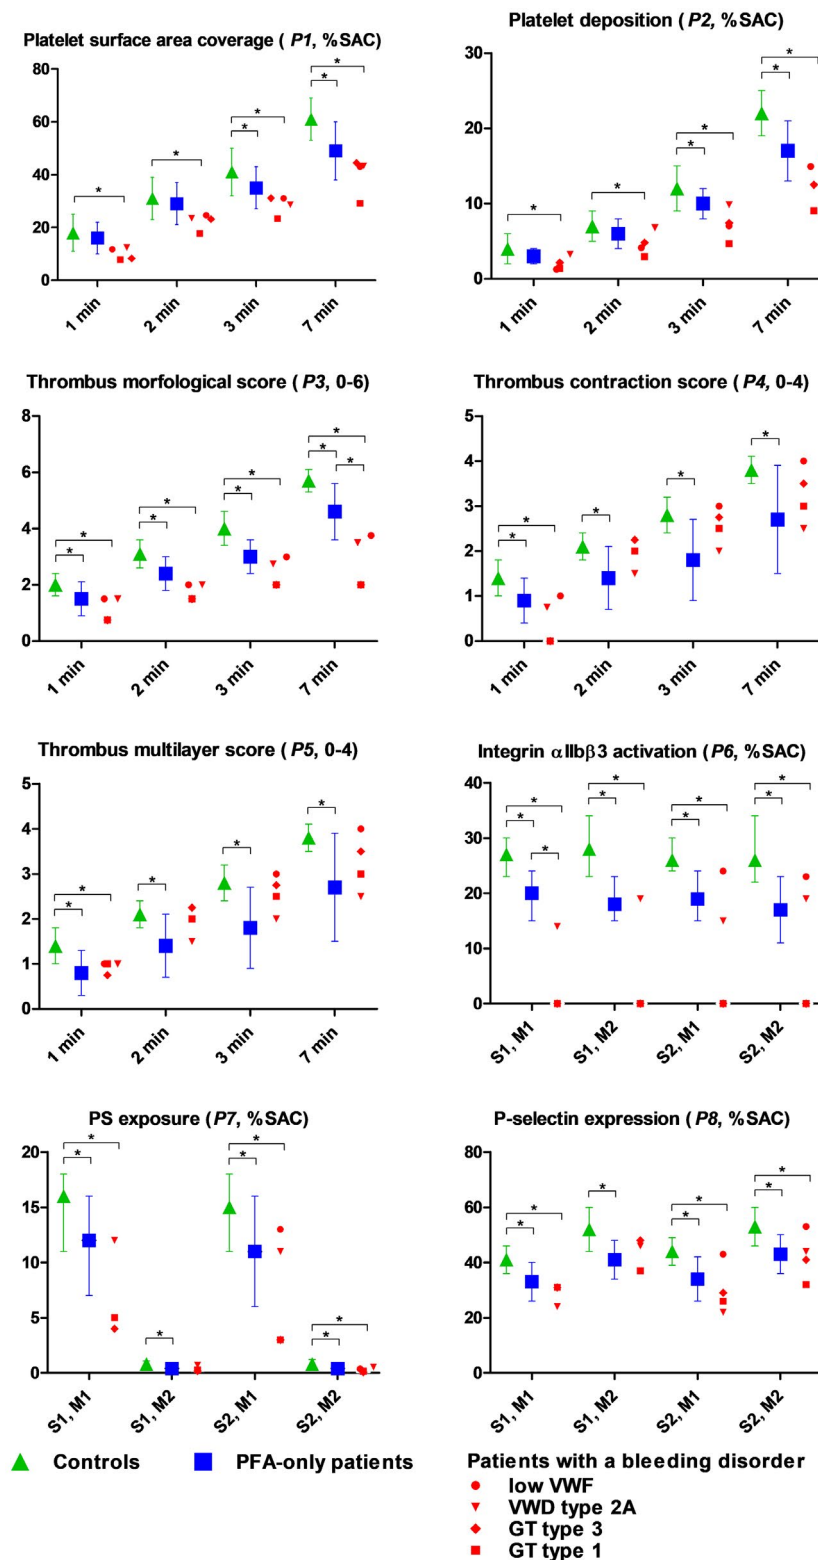 Platelet surface area coverage (P1, %SAC)
80
60
40
20
0
1 min
2 min
3 min
7 min
* * * * * *
Platelet deposition (P2, %SAC)
30
20
10
0
1 min
2 min
3 min
7 min
* * * * * *
Thrombus morfological score (P3, 0-6)
8
6
4
2
0
1 min
2 min
3 min
7 min
* * * * * * * * *
Thrombus contraction score (P4, 0-4)
5
4
3
2
1
0
1 min
2 min
3 min
7 min
* * * * *
Thrombus multilayer score (P5, 0-4)
5
4
3
2
1
0
1 min
2 min
3 min
7 min
* * * * *
Integrin αIIbβ3 activation (P6, %SAC)
40
30
20
10
0
S1, M1
S1, M2
S2, M1
S2, M2
* * * * * * * * *
PS exposure (P7, %SAC)
20
15
10
5
0
S1, M1
S1, M2
S2, M1
S2, M2
* * * * * * *
P-selectin expression (P8, %SAC)
80
60
40
20
0
S1, M1
S1, M2
S2, M1
S2, M2
* * * * * * *
Controls
PFA-only patients
Patients with a bleeding disorder
low VWF
VWD type 2A
GT type 3
GT type 1